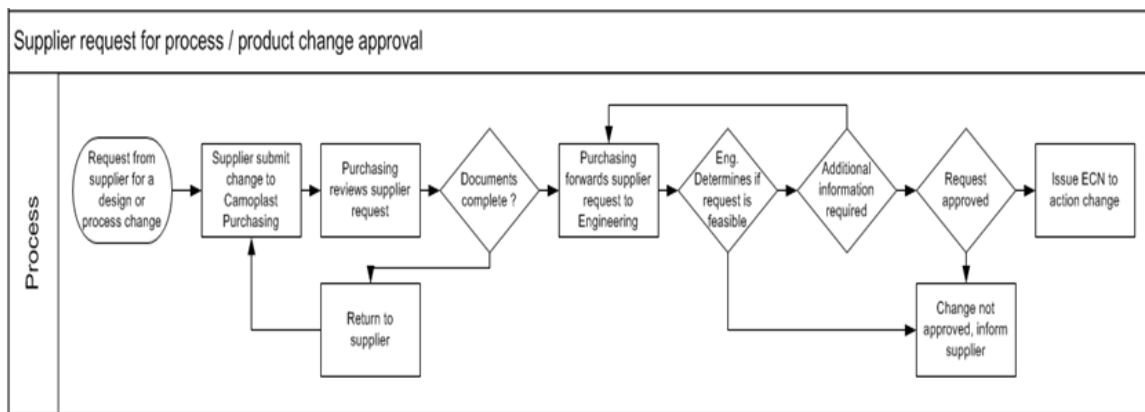 Supplier request for process / product change approval
Process
Request from
supplier for a
design or
process change
Supplier submit
change to
Camoplast
Purchasing
Purchasing
reviews supplier
request
Documents
complete ?
Purchasing
forwards supplier
request to
Engineering
Eng.
Determines if
request is
feasible
Additional
information
required
Request
approved
Issue ECN to
action change
Return to
supplier
Change not
approved, inform
supplier